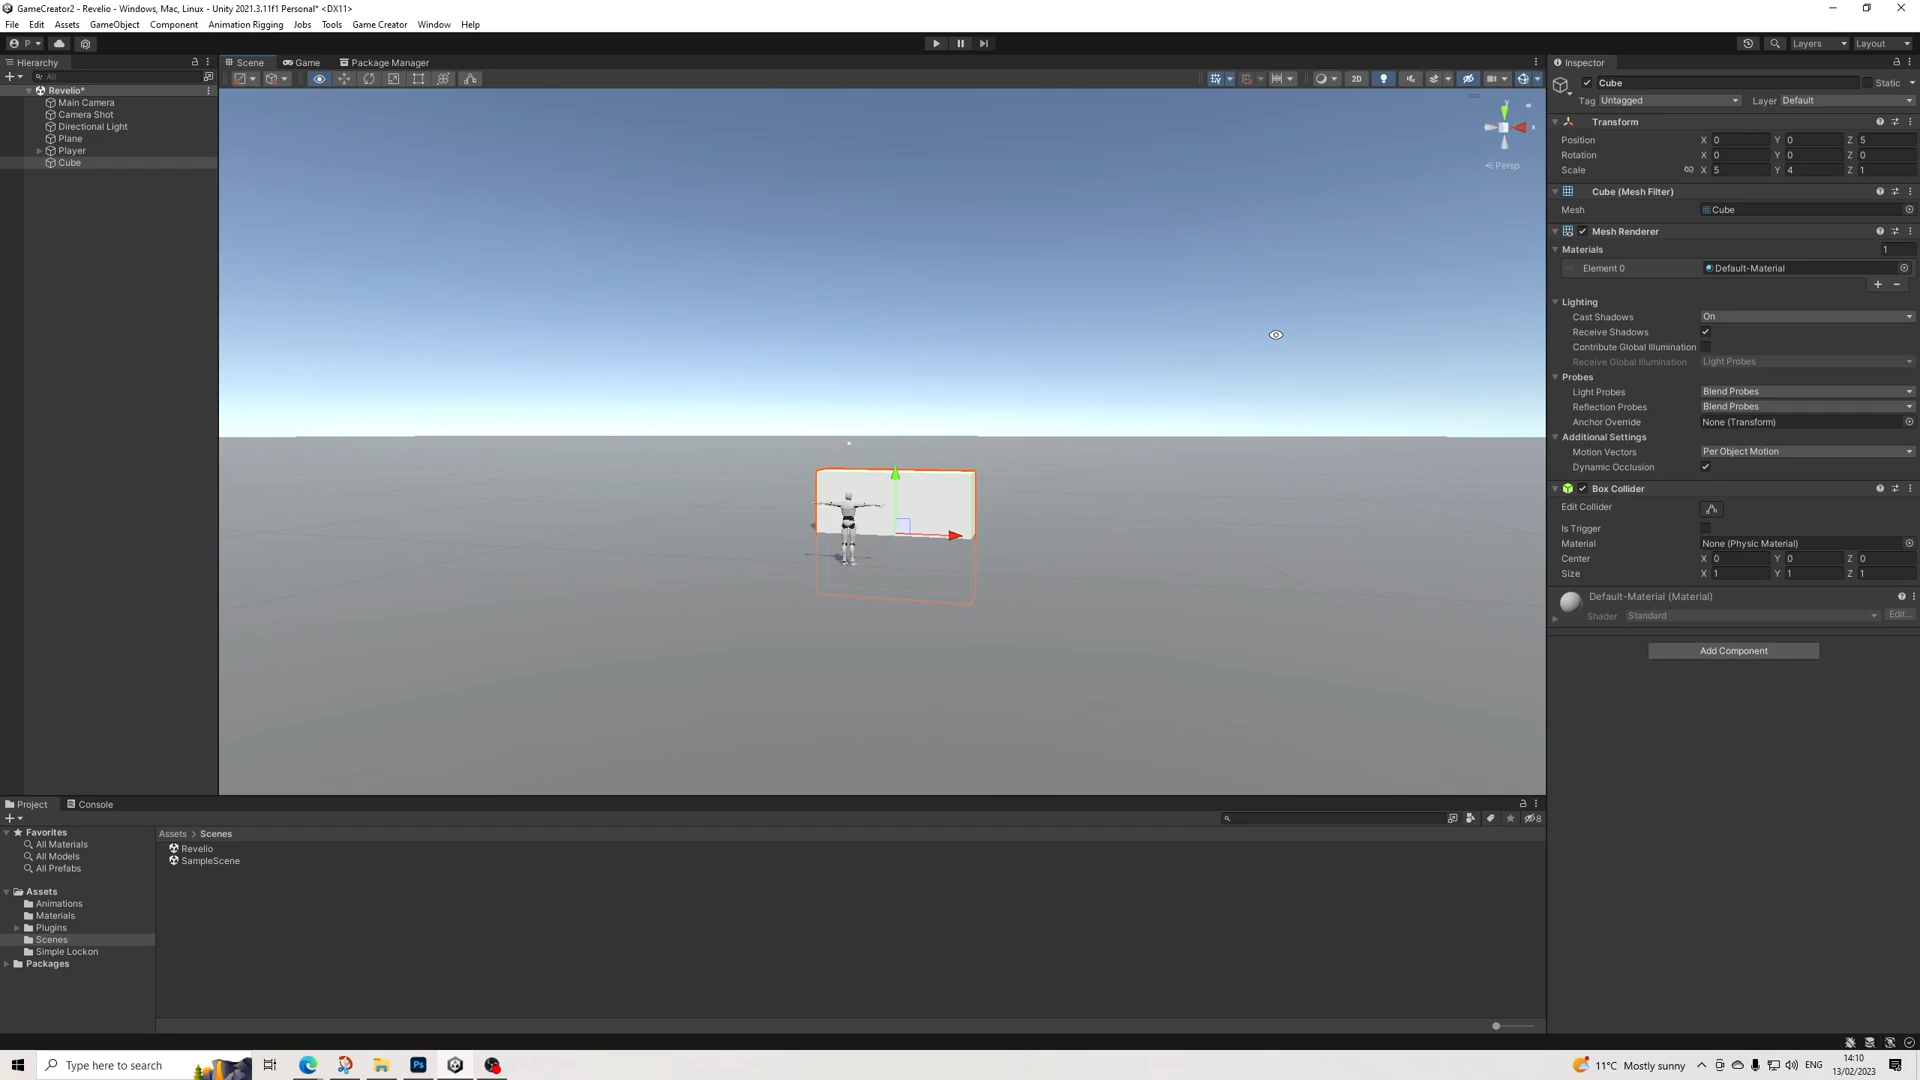 GameCreator2 - Revelio - Windows, Mac, Linux - Unity 2021.3.11f1 Personal* <DX11>
File Edit Assets GameObject Component Animation Rigging Jobs Tools Game Creator Window Help
P
Layers Layout
Hierarchy
All
Revelio*
Main Camera
Camera Shot
Directional Light
Plane
Player
Cube
Scene Game Package Manager
2D
y
x
Persp
Inspector
Cube Static
Tag Untagged Layer Default
Transform
Position X 0 Y 0 Z 5
Rotation X 0 Y 0 Z 0
Scale X 5 Y 4 Z 1
Cube (Mesh Filter)
Mesh Cube
Mesh Renderer
Materials 1
Element 0 Default-Material
Lighting
Cast Shadows On
Receive Shadows
Contribute Global Illumination
Receive Global Illumination Light Probes
Probes
Light Probes Blend Probes
Reflection Probes Blend Probes
Anchor Override None (Transform)
Additional Settings
Motion Vectors Per Object Motion
Dynamic Occlusion
Box Collider
Edit Collider
Is Trigger
Material None (Physic Material)
Center X 0 Y 0 Z 0
Size X 1 Y 1 Z 1
Default-Material (Material)
Shader Standard Edit...
Add Component
Project Console
8
Favorites
All Materials
All Models
All Prefabs
Assets
Animations
Materials
Plugins
Scenes
Simple Lockon
Packages
Assets > Scenes
Revelio
SampleScene
Type here to search
Ps
11°C Mostly sunny
ENG
14:10
13/02/2023